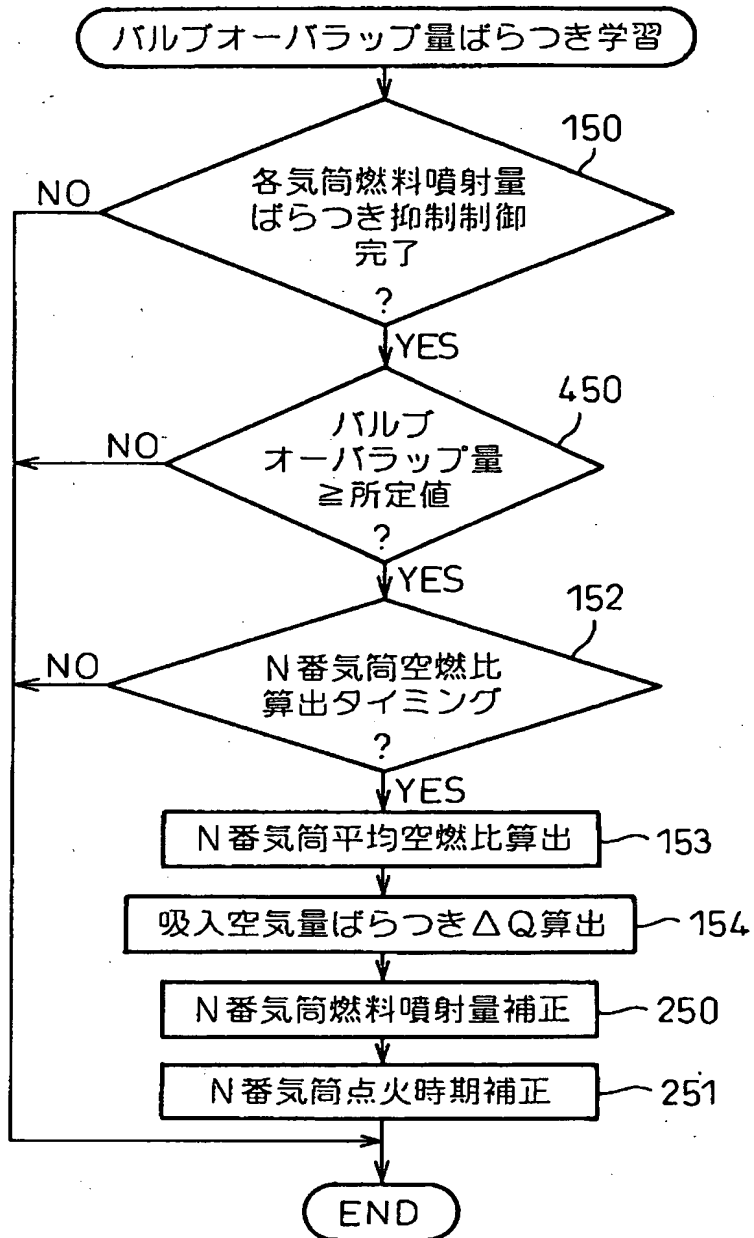 バルブオーバラップ量ばらつき学習
150
NO
各気筒燃料噴射量
ばらつき抑制制御
完了
?
YES
450
NO
バルブ
オーバラップ量
≧所定値
?
YES
152
NO
N番気筒空燃比
算出タイミング
?
YES
N番気筒平均空燃比算出
153
吸入空気量ばらつき△Q算出
154
N番気筒燃料噴射量補正
250
N番気筒点火時期補正
251
END